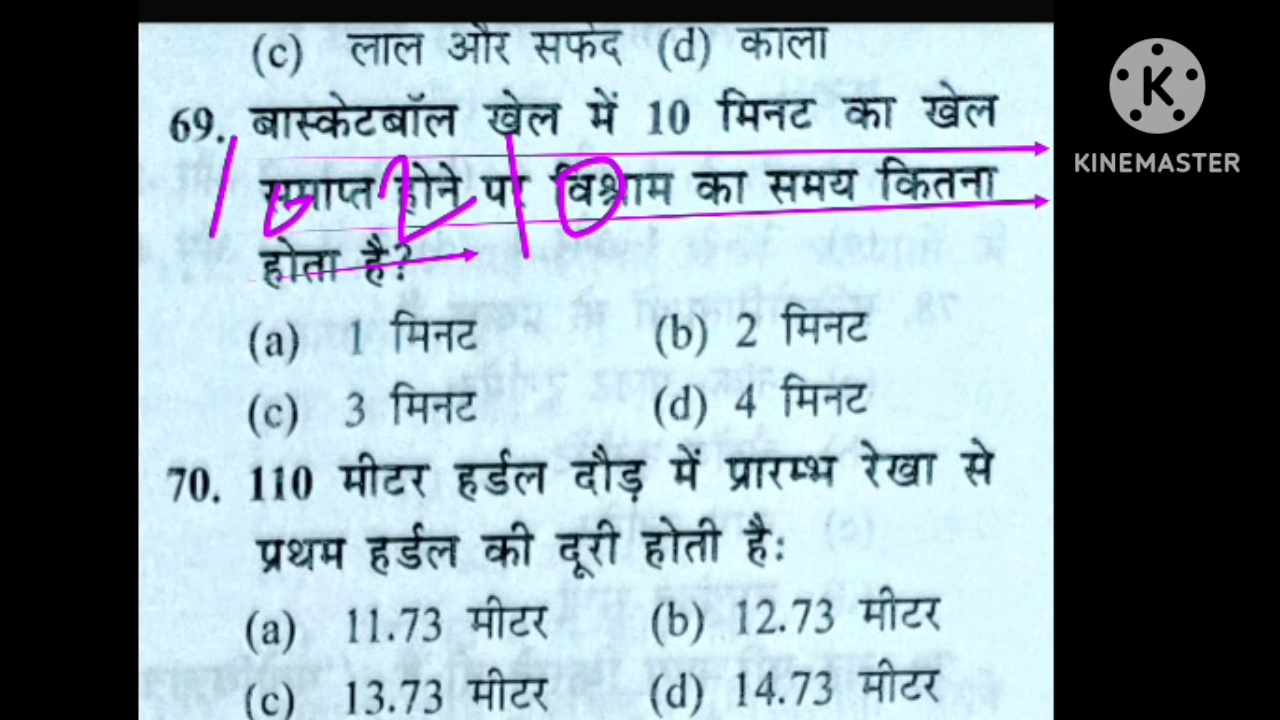 (c) लाल और सफेद (d) काला
69. बास्केटबॉल खेल में 10 मिनट का खेल
समाप्त होने पर विश्राम का समय कितना
होता है?
(a) 1 मिनट (b) 2 मिनट
(c) 3 मिनट (d) 4 मिनट
70. 110 मीटर हर्डल दौड़ में प्रारम्भ रेखा से
प्रथम हर्डल की दूरी होती है:
(a) 11.73 मीटर (b) 12.73 मीटर
(c) 13.73 मीटर (d) 14.73 मीटर
K
KINEMASTER